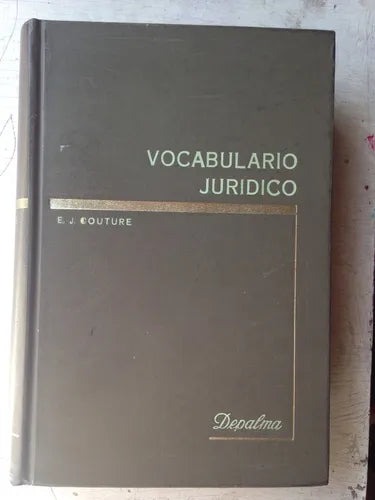 VOCABULARIO
JURIDICO
E. J. COUTURE
Depalma